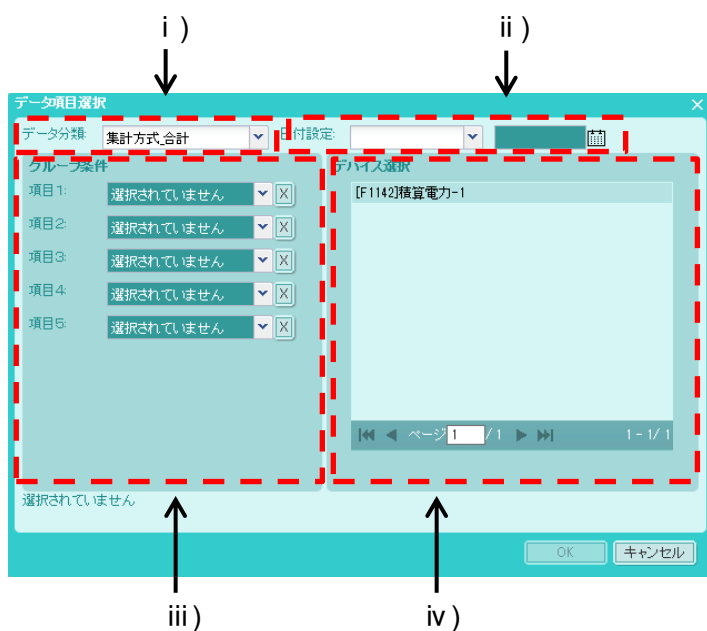 ⅰ) ⅱ)
データ項目選択
データ分類: 集計方式_合計 日付設定:
グループ条件 デバイス選択
項目1: 選択されていません X [F1142]積算電力-1
項目2: 選択されていません X
項目3: 選択されていません X
項目4: 選択されていません X
項目5: 選択されていません X
ページ 1 / 1 1 - 1/ 1
選択されていません
OK キャンセル
ⅲ) ⅳ)